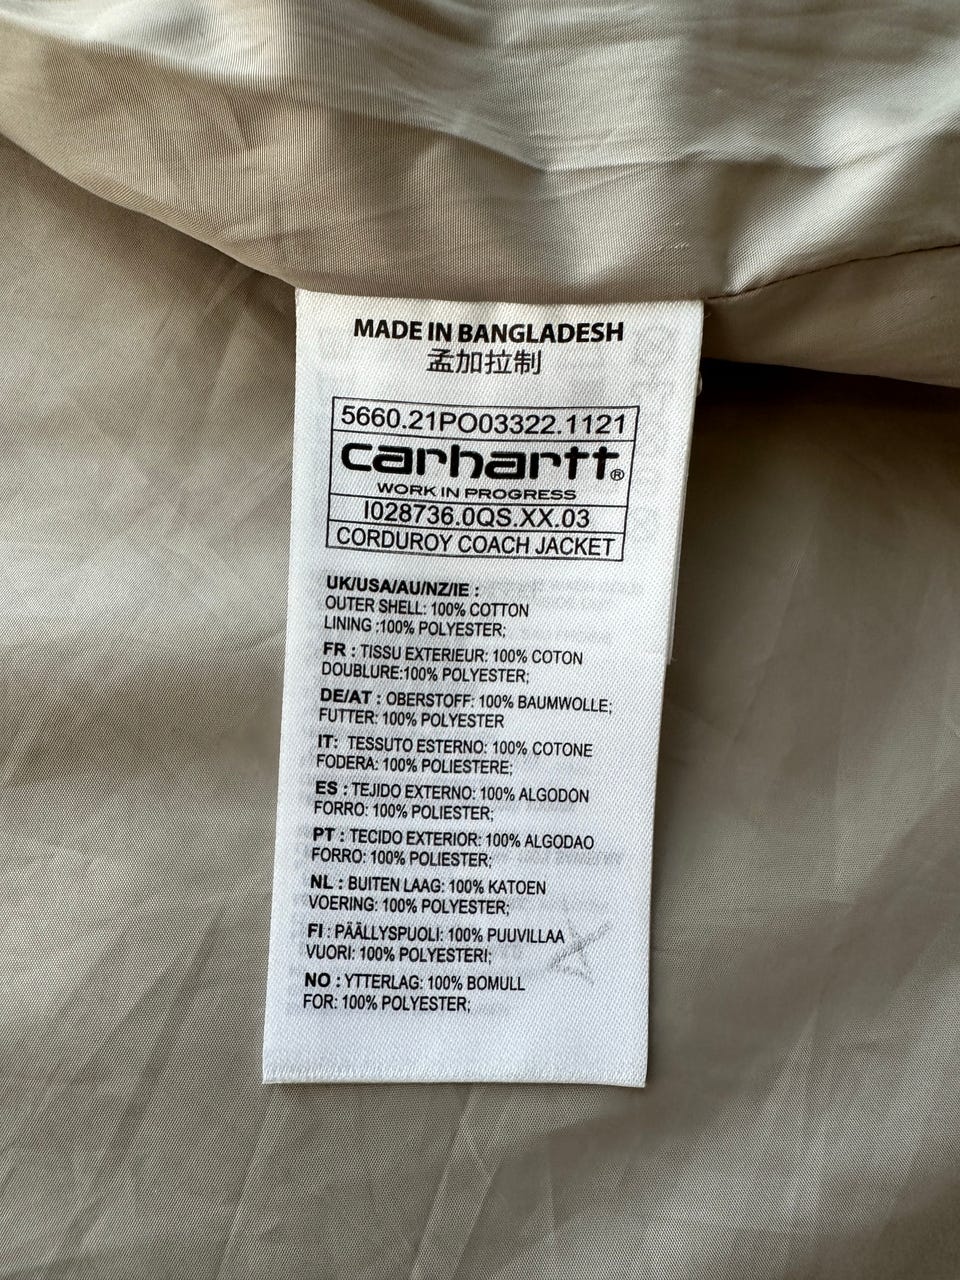 MADE IN BANGLADESH
孟加拉制
5660.21PO03322.1121
carhartt®
WORK IN PROGRESS
I028736.0QS.XX.03
CORDUROY COACH JACKET
UK/USA/AU/NZ/IE :
OUTER SHELL: 100% COTTON
LINING :100% POLYESTER;
FR : TISSU EXTERIEUR: 100% COTON
DOUBLURE:100% POLYESTER;
DE/AT : OBERSTOFF: 100% BAUMWOLLE;
FUTTER: 100% POLYESTER
IT: TESSUTO ESTERNO: 100% COTONE
FODERA: 100% POLIESTERE;
ES : TEJIDO EXTERNO: 100% ALGODON
FORRO: 100% POLIESTER;
PT : TECIDO EXTERIOR: 100% ALGODAO
FORRO: 100% POLIESTER;
NL : BUITEN LAAG: 100% KATOEN
VOERING: 100% POLYESTER;
FI : PÄÄLLYSPUOLI: 100% PUUVILLAA
VUORI: 100% POLYESTERI;
NO : YTTERLAG: 100% BOMULL
FOR: 100% POLYESTER;